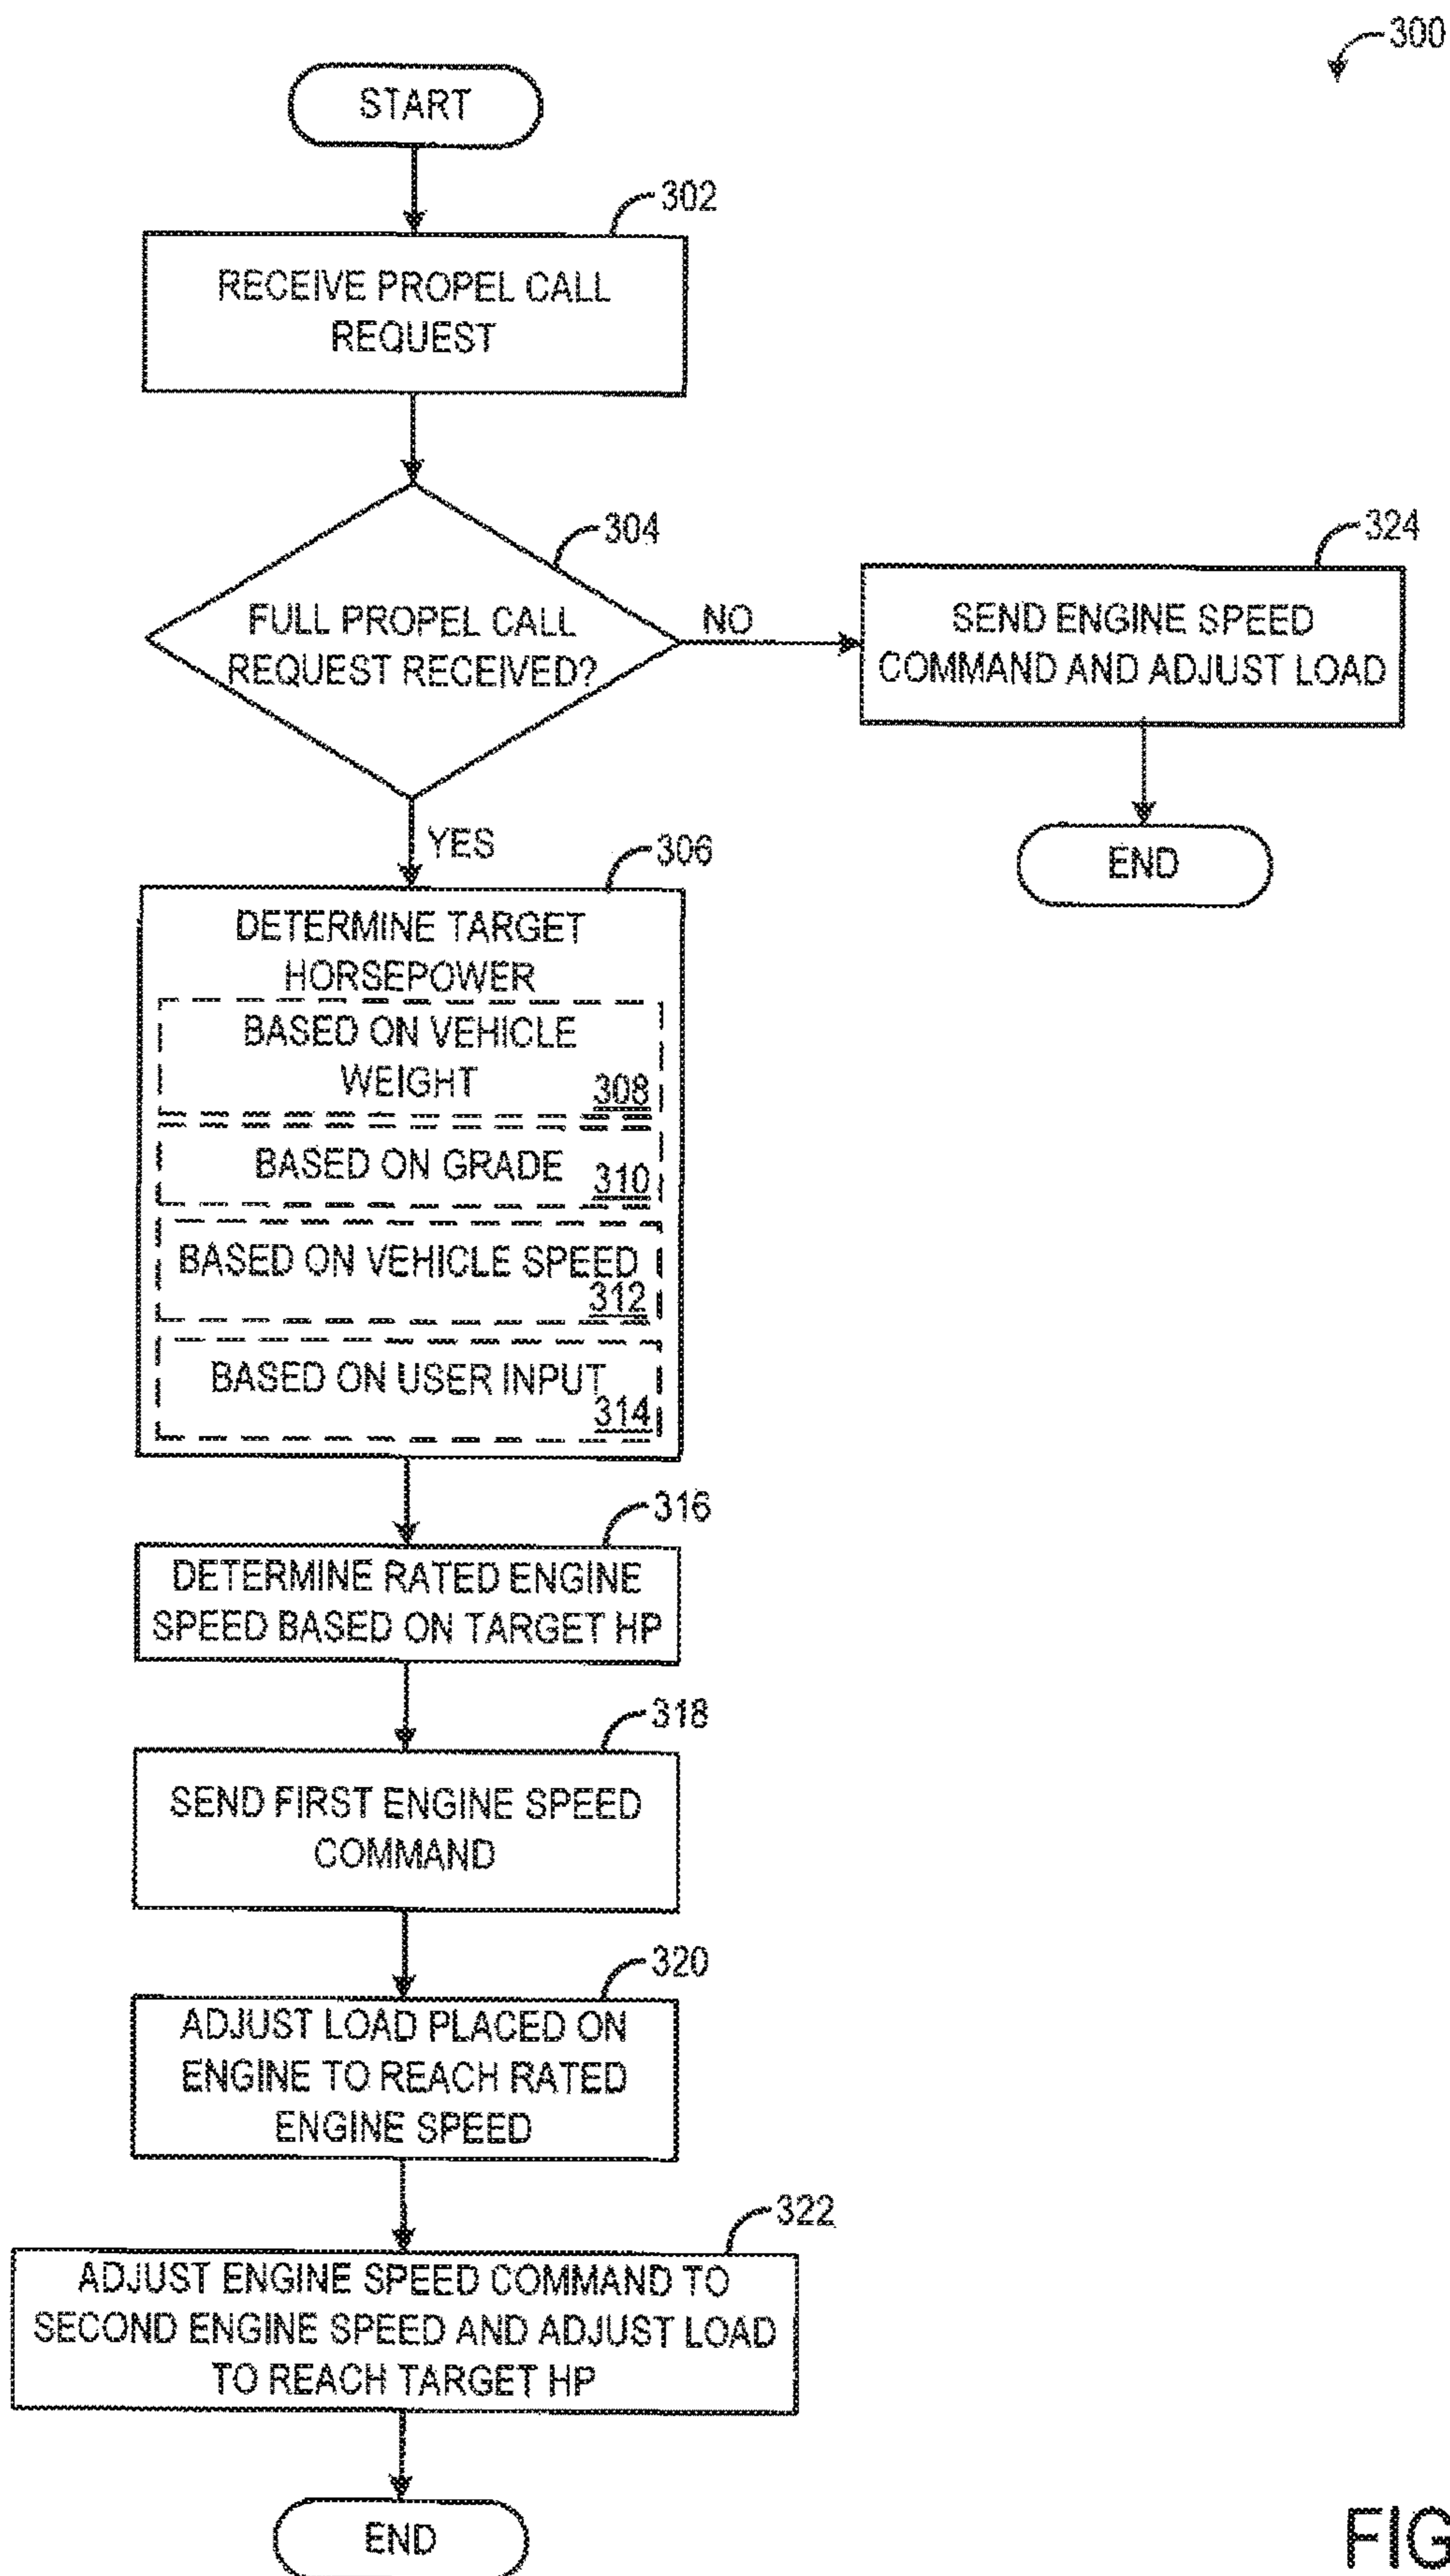 300
START
302
RECEIVE PROPEL CALL
REQUEST
304
FULL PROPEL CALL
REQUEST RECEIVED?
NO
324
SEND ENGINE SPEED
COMMAND AND ADJUST LOAD
END
YES
306
DETERMINE TARGET
HORSEPOWER
BASED ON VEHICLE
WEIGHT
308
BASED ON GRADE
310
BASED ON VEHICLE SPEED
312
BASED ON USER INPUT
314
316
DETERMINE RATED ENGINE
SPEED BASED ON TARGET HP
318
SEND FIRST ENGINE SPEED
COMMAND
320
ADJUST LOAD PLACED ON
ENGINE TO REACH RATED
ENGINE SPEED
322
ADJUST ENGINE SPEED COMMAND TO
SECOND ENGINE SPEED AND ADJUST LOAD
TO REACH TARGET HP
END
FIG